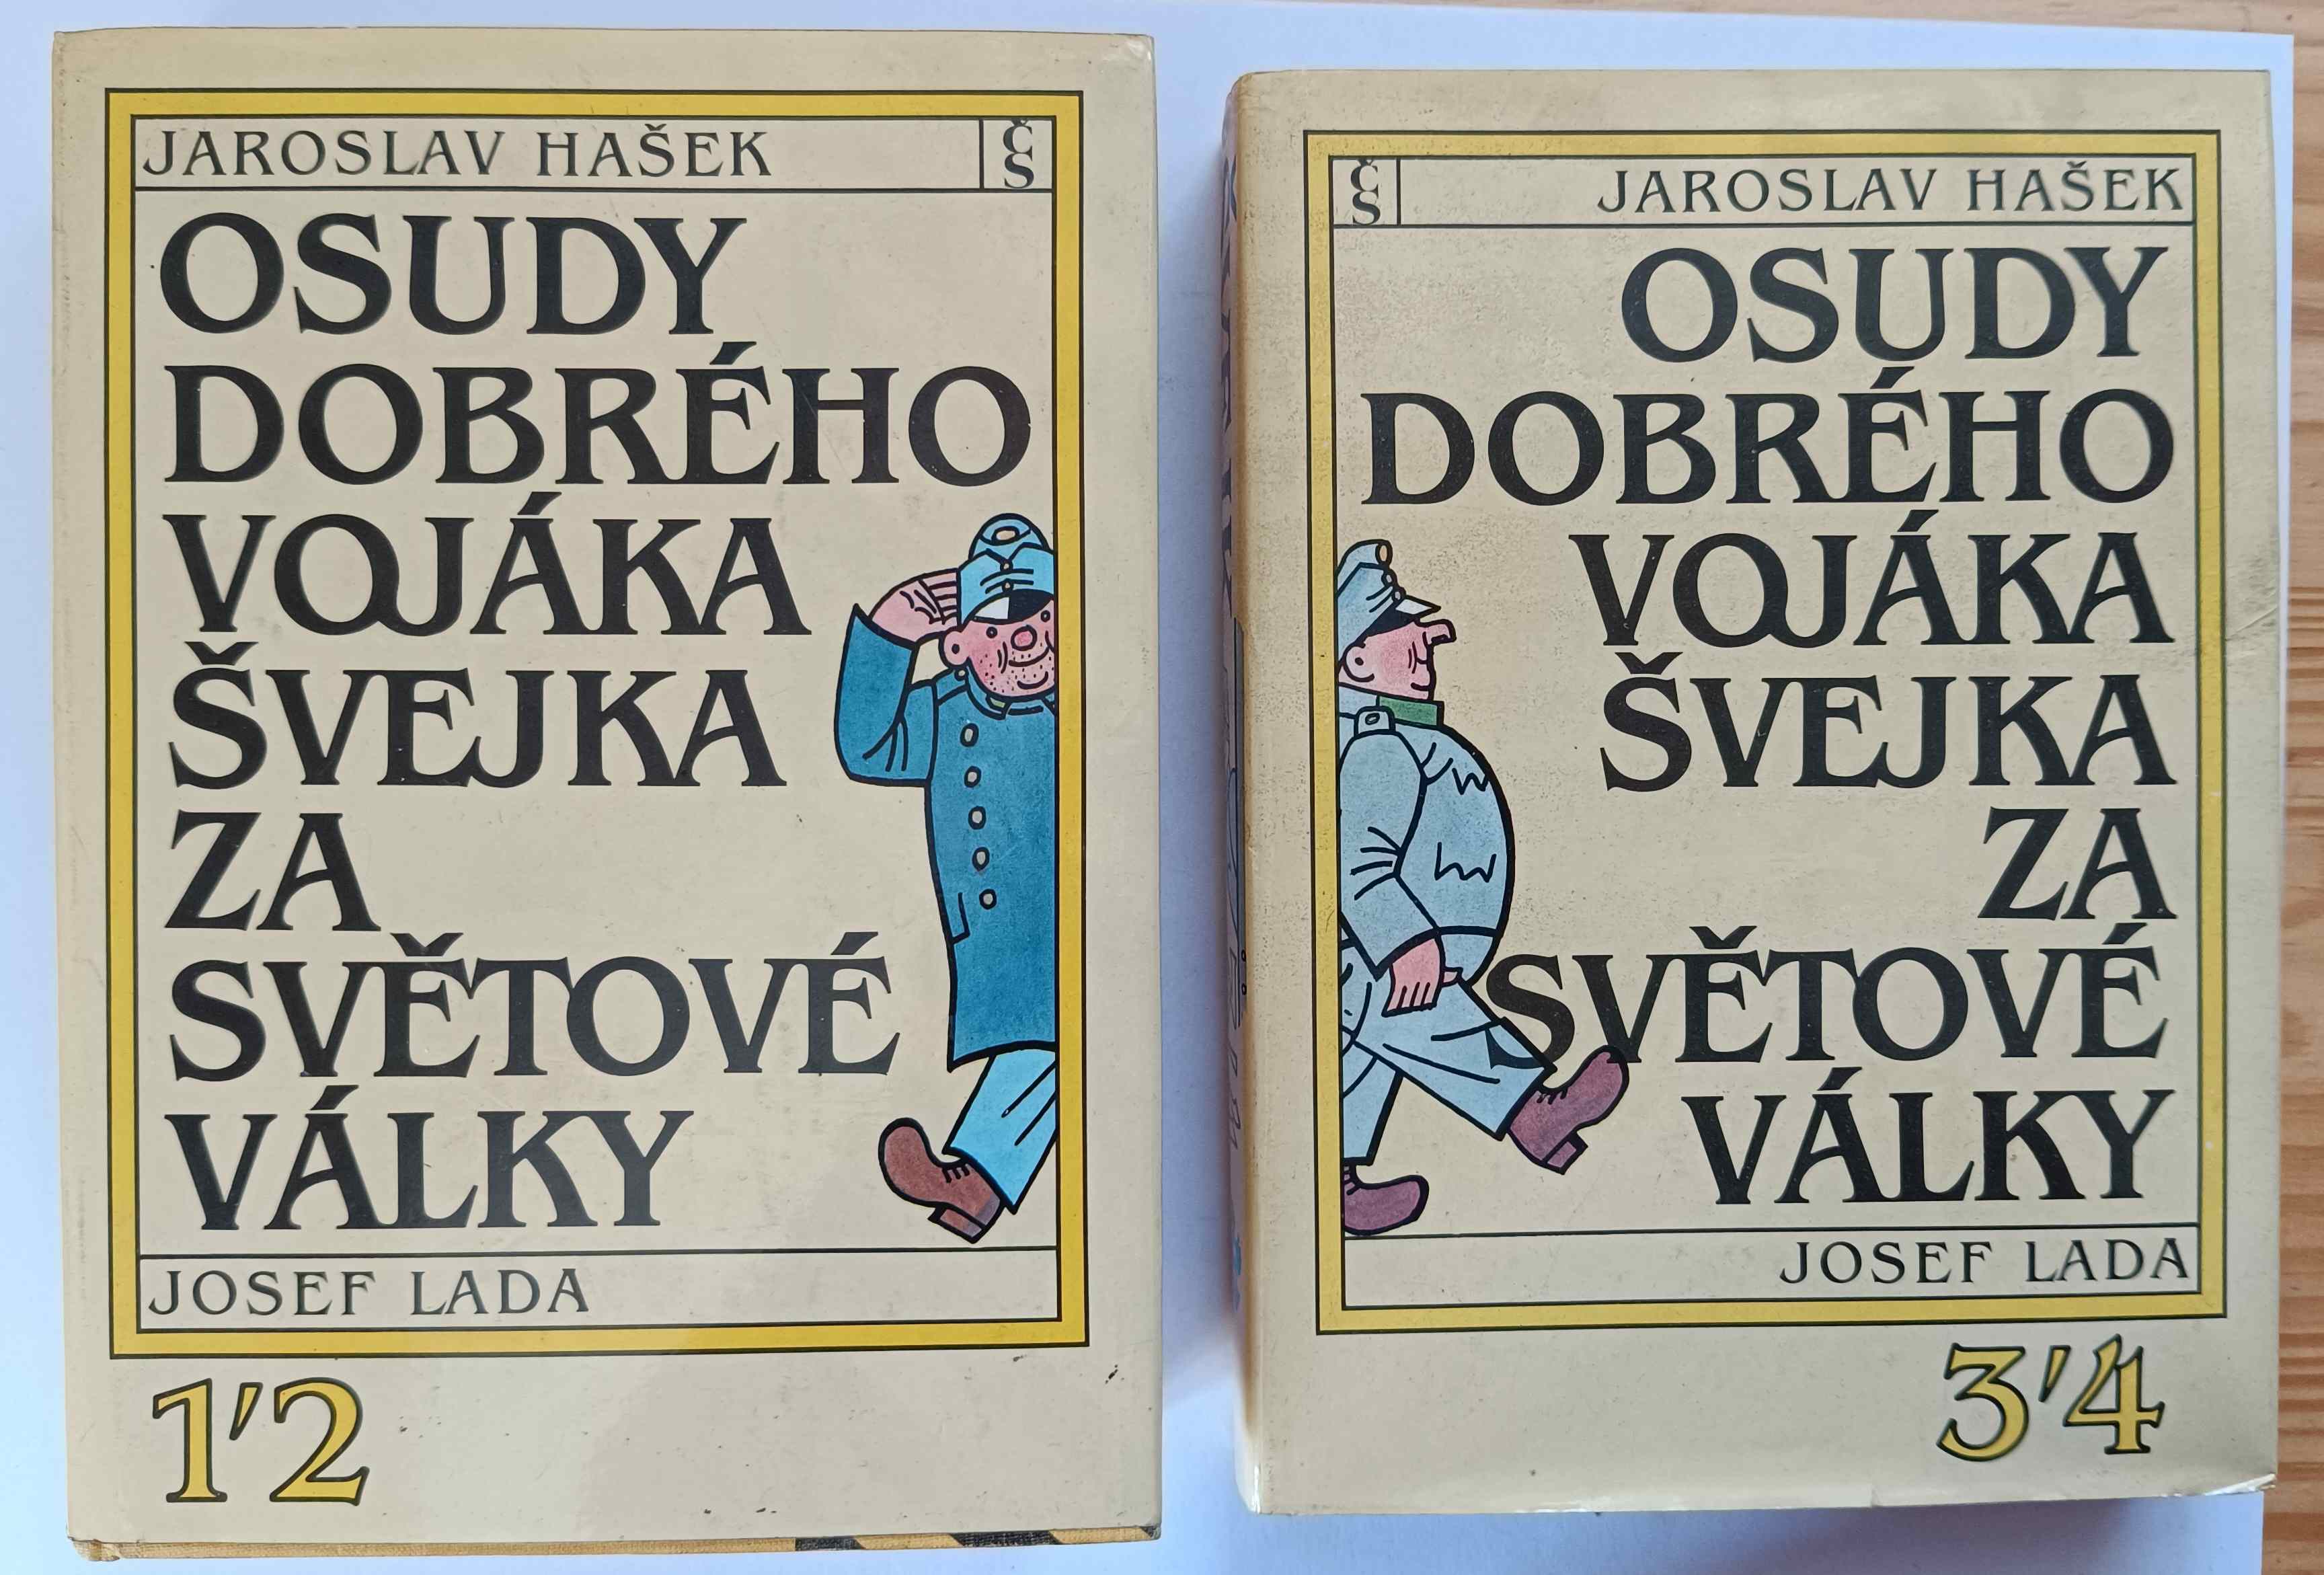 JAROSLAV HAŠEK
ČS
OSUDY
DOBRÉHO
VOJÁKA
ŠVEJKA
ZA
SVĚTOVÉ
VÁLKY
JOSEF LADA
1'2
ČS
JAROSLAV HAŠEK
OSUDY
DOBRÉHO
VOJÁKA
ŠVEJKA
ZA
SVĚTOVÉ
VÁLKY
JOSEF LADA
3'4